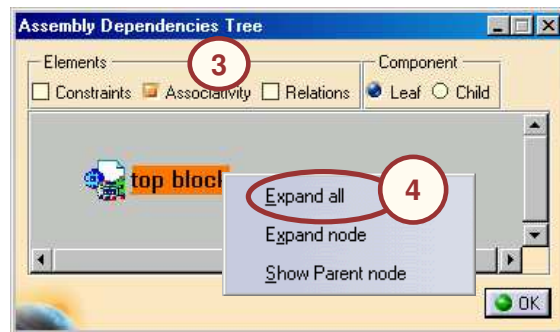 Assembly Dependencies Tree
Elements
3
Component
Constraints Associativity Relations Leaf Child
top block
Expand all
4
Expand node
Show Parent node
OK